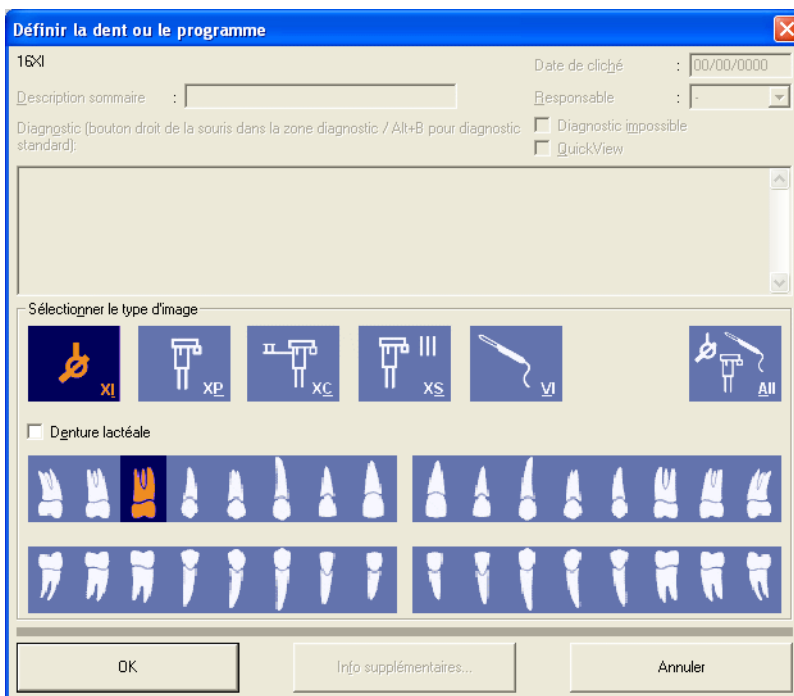 Définir la dent ou le programme
16XI
Date de cliché : 00/00/0000
Description sommaire :
Responsable : -
Diagnostic (bouton droit de la souris dans la zone diagnostic / Alt+B pour diagnostic
standard):
Diagnostic impossible
QuickView
Sélectionner le type d'image
XI
XP
XC
XS
VI
All
Denture lactéale
OK
Info supplémentaires...
Annuler